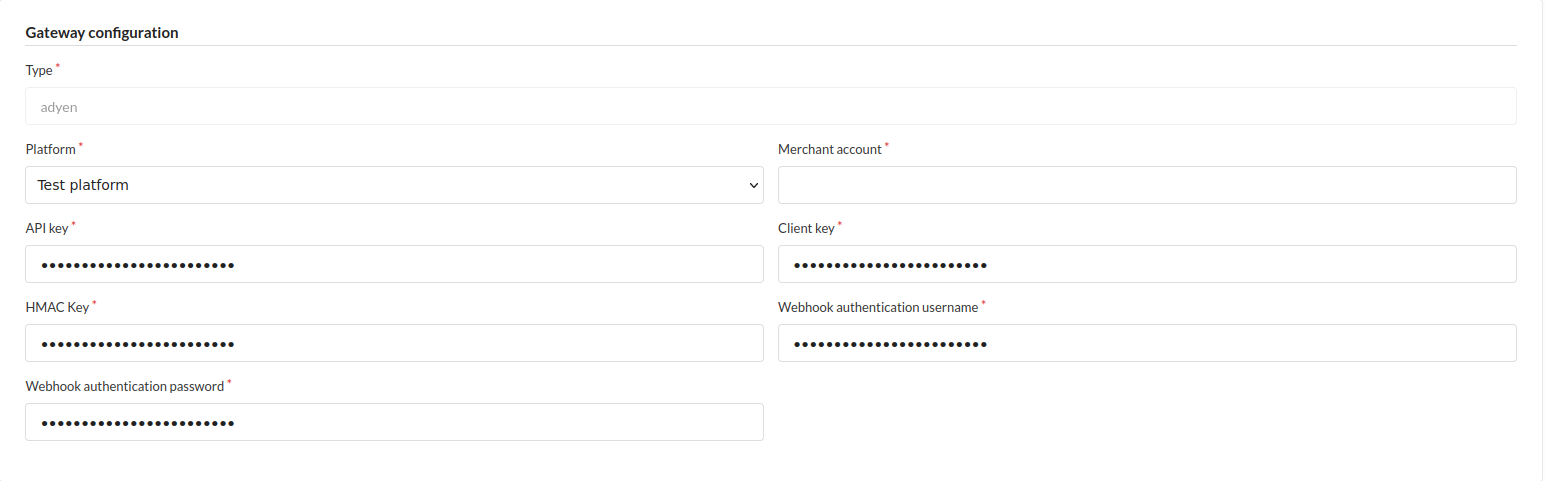 Gateway configuration
Type *
adyen
Platform * Merchant account *
Test platform
API key * Client key *
•••••••••••••••••••••••• ••••••••••••••••••••••••
HMAC Key * Webhook authentication username *
•••••••••••••••••••••••• ••••••••••••••••••••••••
Webhook authentication password *
••••••••••••••••••••••••